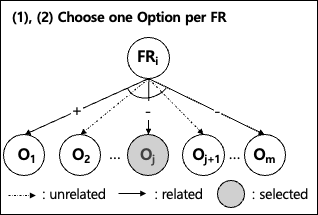 (1), (2) Choose one Option per FR
FRi
+ - -
O1 O2 ... Oj Oj+1 ... Om
: unrelated : related : selected